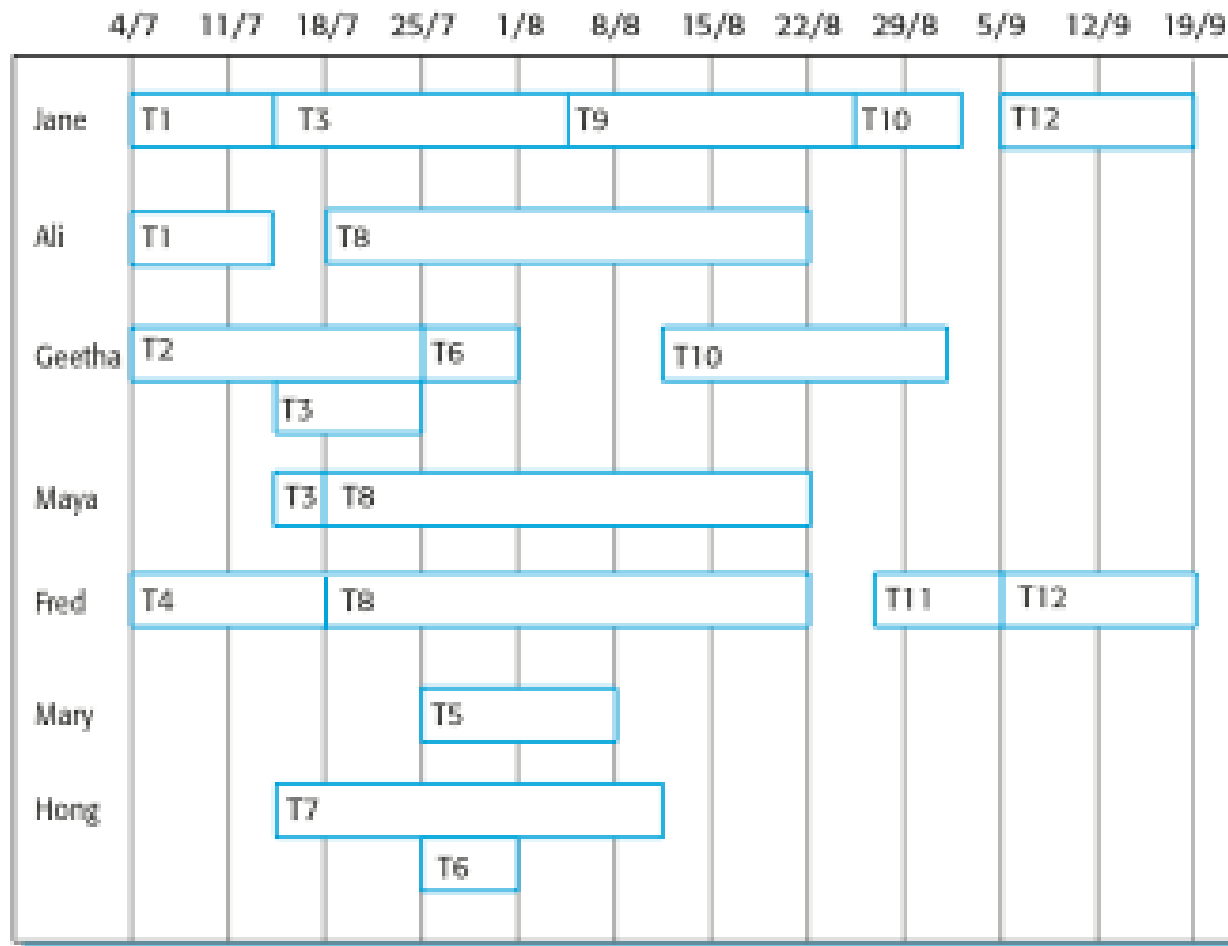 4/7 11/7 18/7 25/7 1/8 8/8 15/8 22/8 29/8 5/9 12/9 19/9
Jane T1 T3 T9 T10 T12
Ali T1 T8
Geetha T2 T6 T10
T3
Maya T3 T8
Fred T4 T8 T11 T12
Mary T5
Hong T7
T6